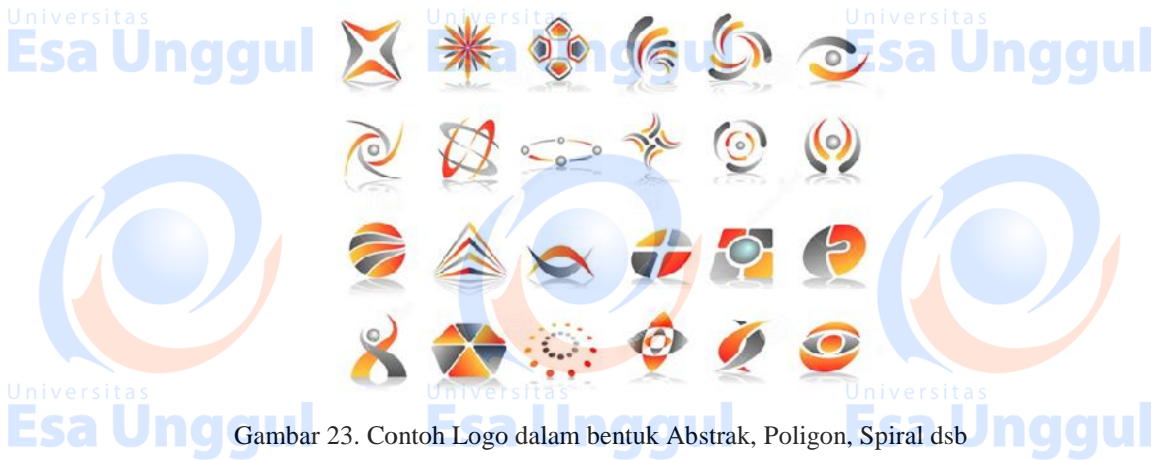 Universitas Universitas Universitas
Esa Unggul Esa Unggul Esa Unggul
Universitas Universitas Universitas
Esa Unggul Esa Unggul Esa Unggul
Gambar 23. Contoh Logo dalam bentuk Abstrak, Poligon, Spiral dsb